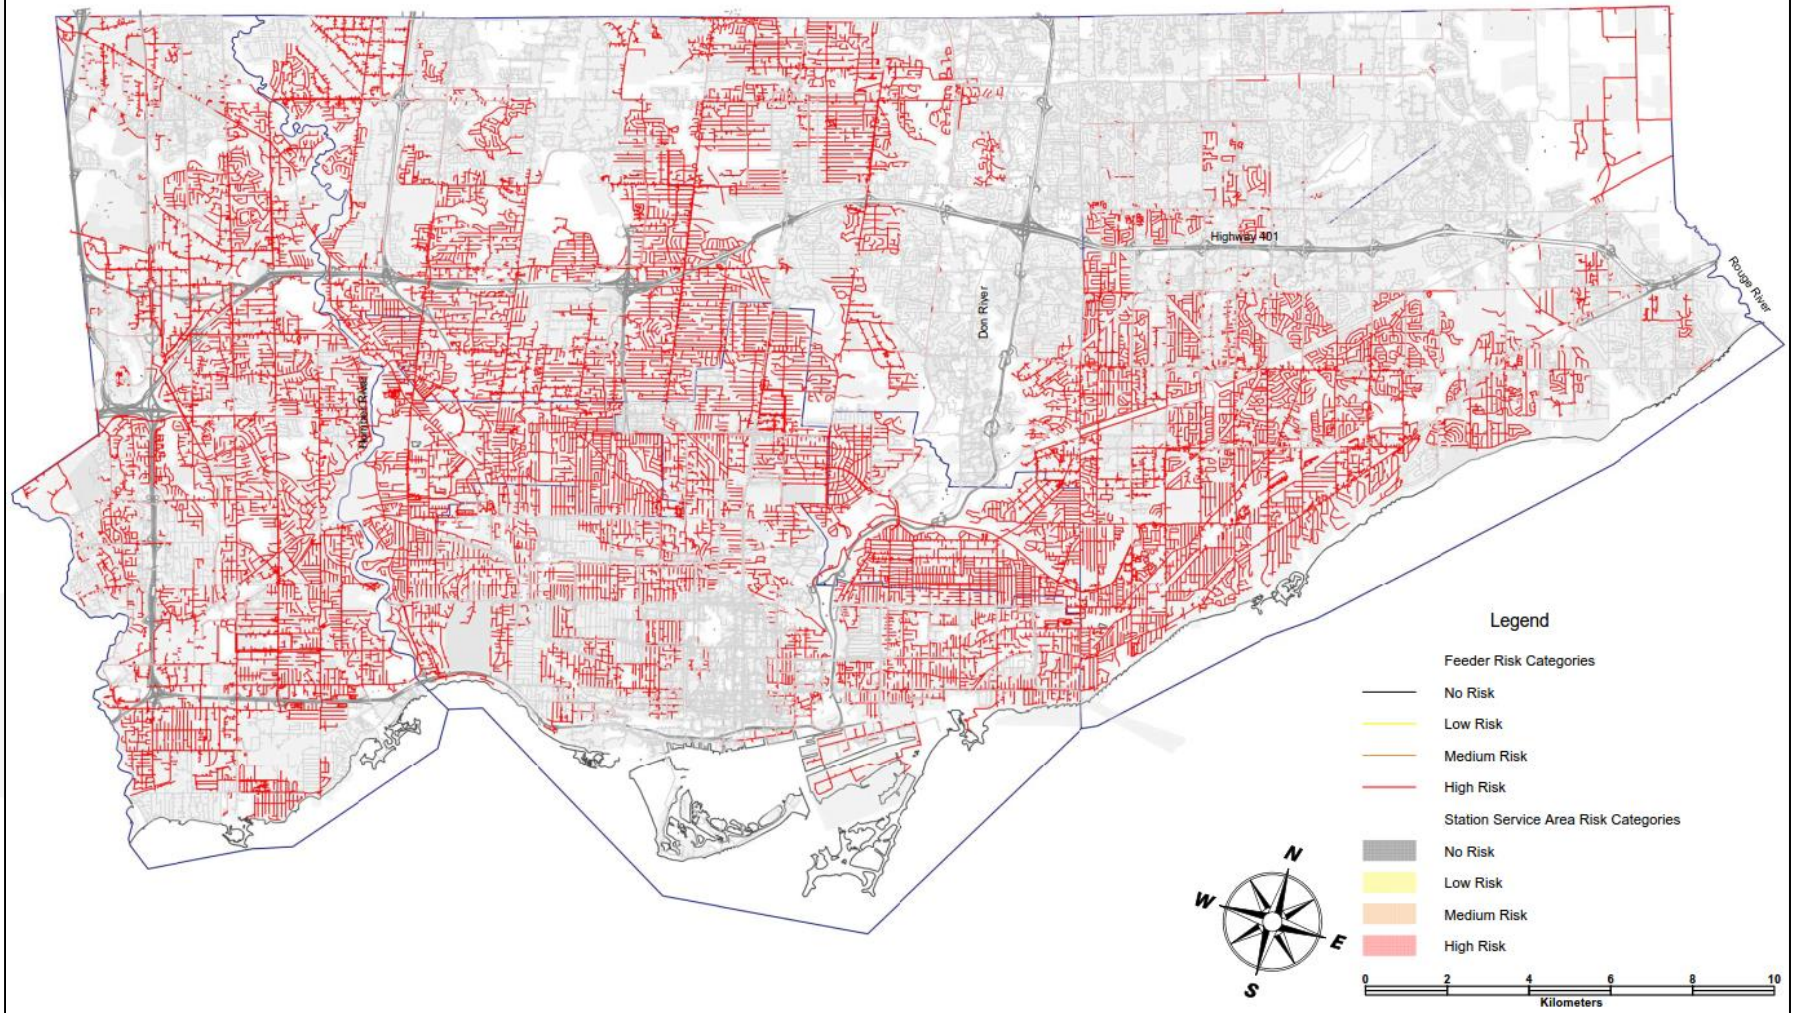 Highway 401
Rouge River
Don River
Humber River
Legend
Feeder Risk Categories
No Risk
Low Risk
Medium Risk
High Risk
Station Service Area Risk Categories
No Risk
Low Risk
Medium Risk
High Risk
N
W
E
S
0 2 4 6 8 10
Kilometers